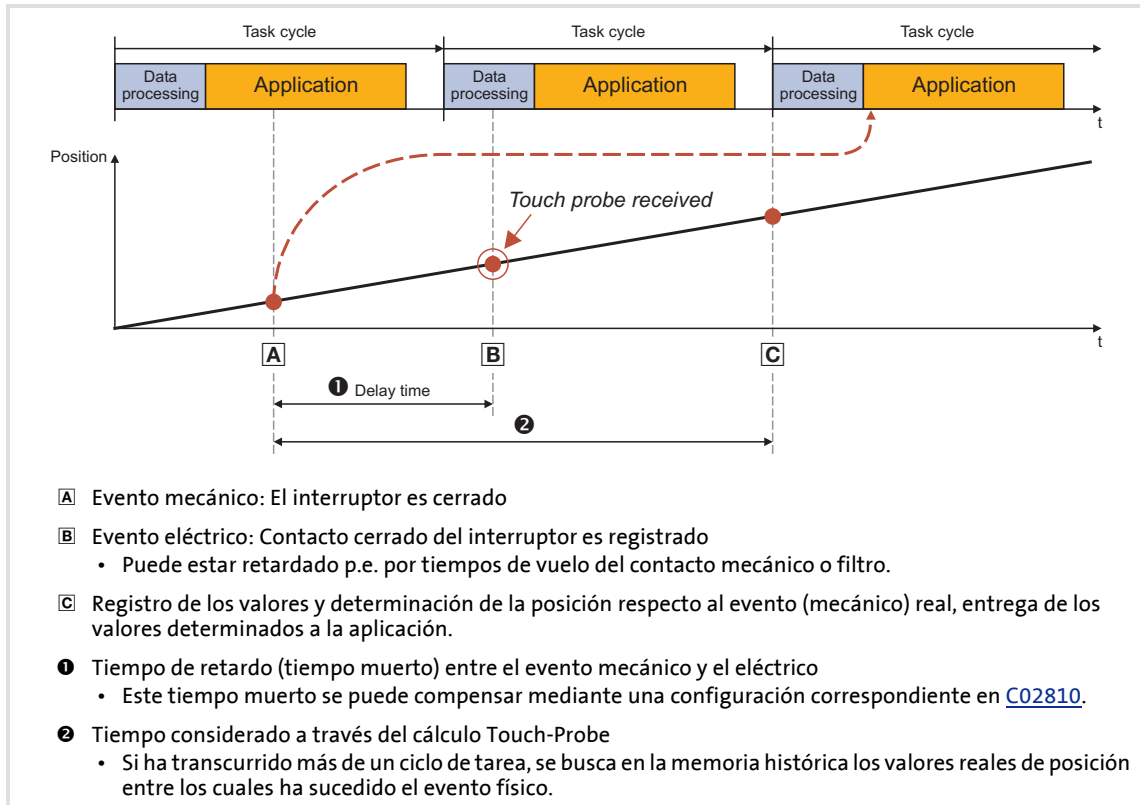 Task cycle Task cycle Task cycle
Data processing Application Data processing Application Data processing Application
t
Position
Touch probe received
t
A B C
❶ Delay time
❷
A Evento mecánico: El interruptor es cerrado
B Evento eléctrico: Contacto cerrado del interruptor es registrado
• Puede estar retardado p.e. por tiempos de vuelo del contacto mecánico o filtro.
C Registro de los valores y determinación de la posición respecto al evento (mecánico) real, entrega de los
valores determinados a la aplicación.
❶ Tiempo de retardo (tiempo muerto) entre el evento mecánico y el eléctrico
• Este tiempo muerto se puede compensar mediante una configuración correspondiente en C02810.
❷ Tiempo considerado a través del cálculo Touch-Probe
• Si ha transcurrido más de un ciclo de tarea, se busca en la memoria histórica los valores reales de posición
entre los cuales ha sucedido el evento físico.